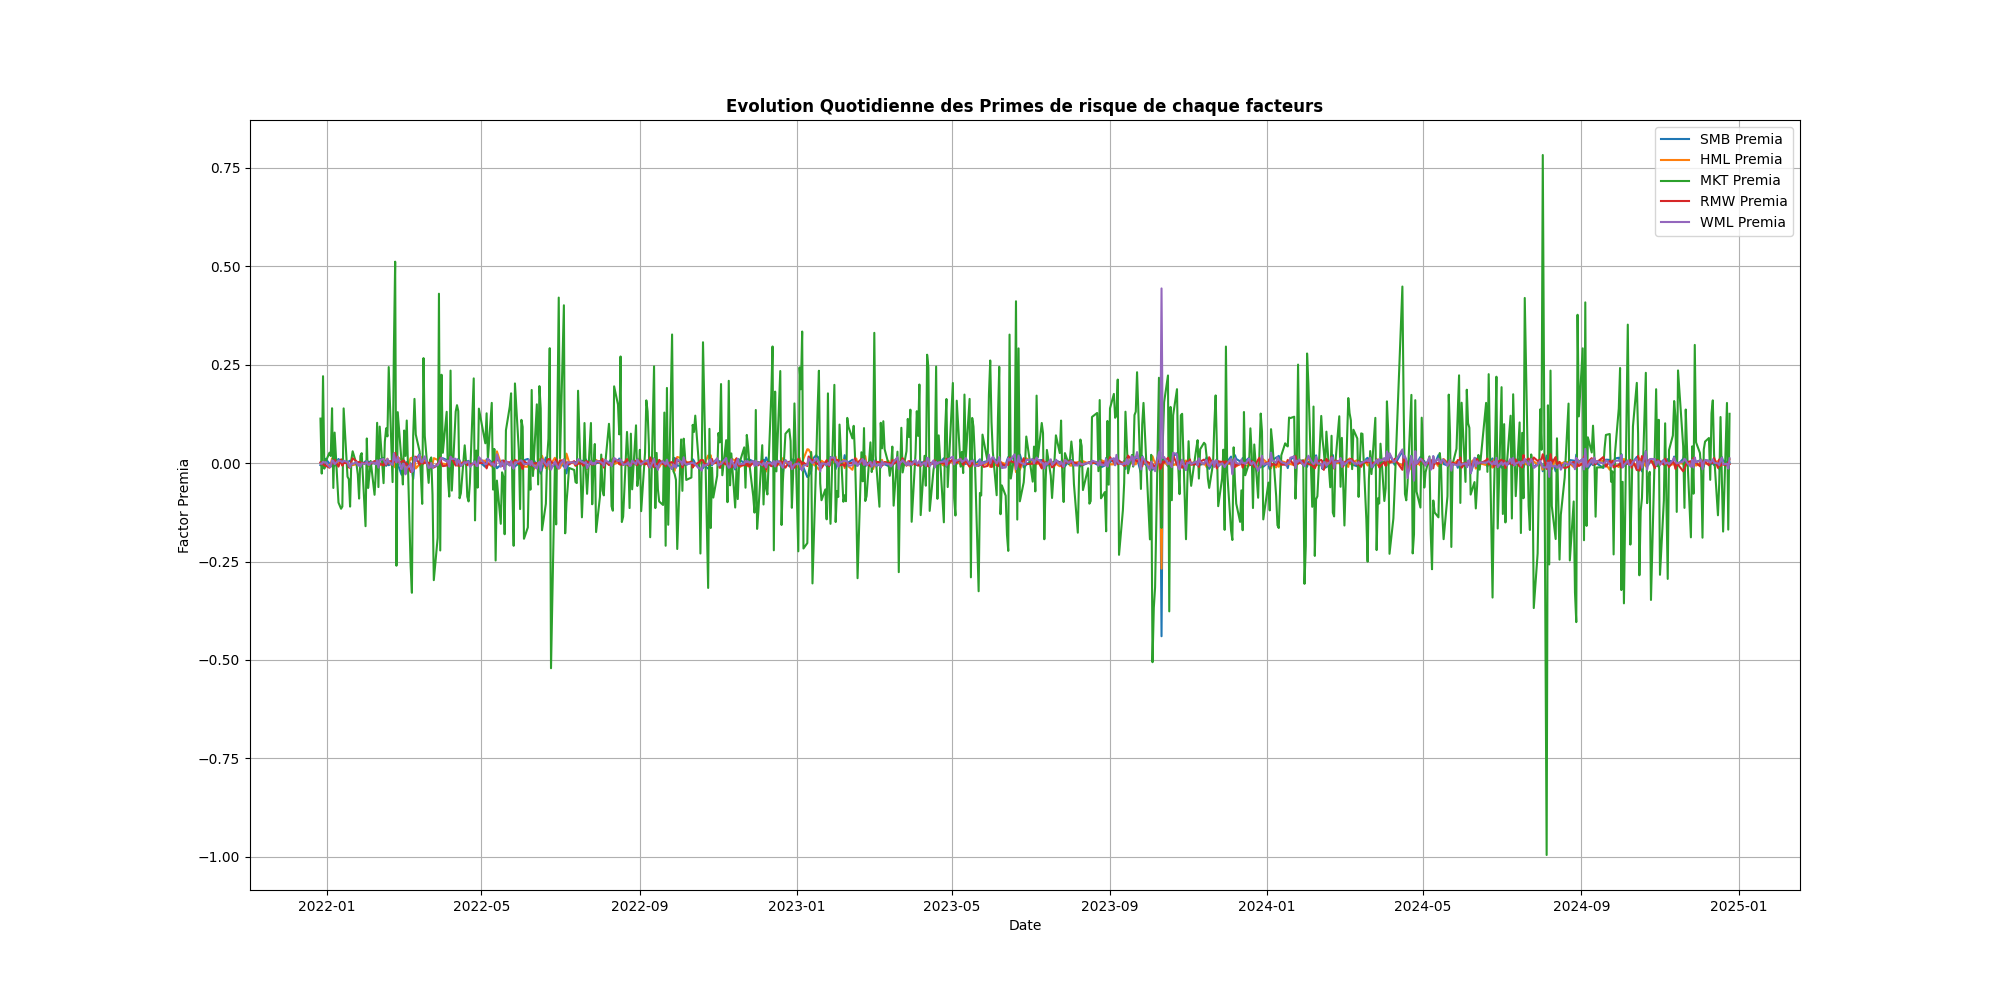 Evolution Quotidienne des Primes de risque de chaque facteurs
SMB Premia
HML Premia
MKT Premia
RMW Premia
WML Premia
0.75
0.50
0.25
0.00
−0.25
−0.50
−0.75
−1.00
Factor Premia
2022-01 2022-05 2022-09 2023-01 2023-05 2023-09 2024-01 2024-05 2024-09 2025-01
Date